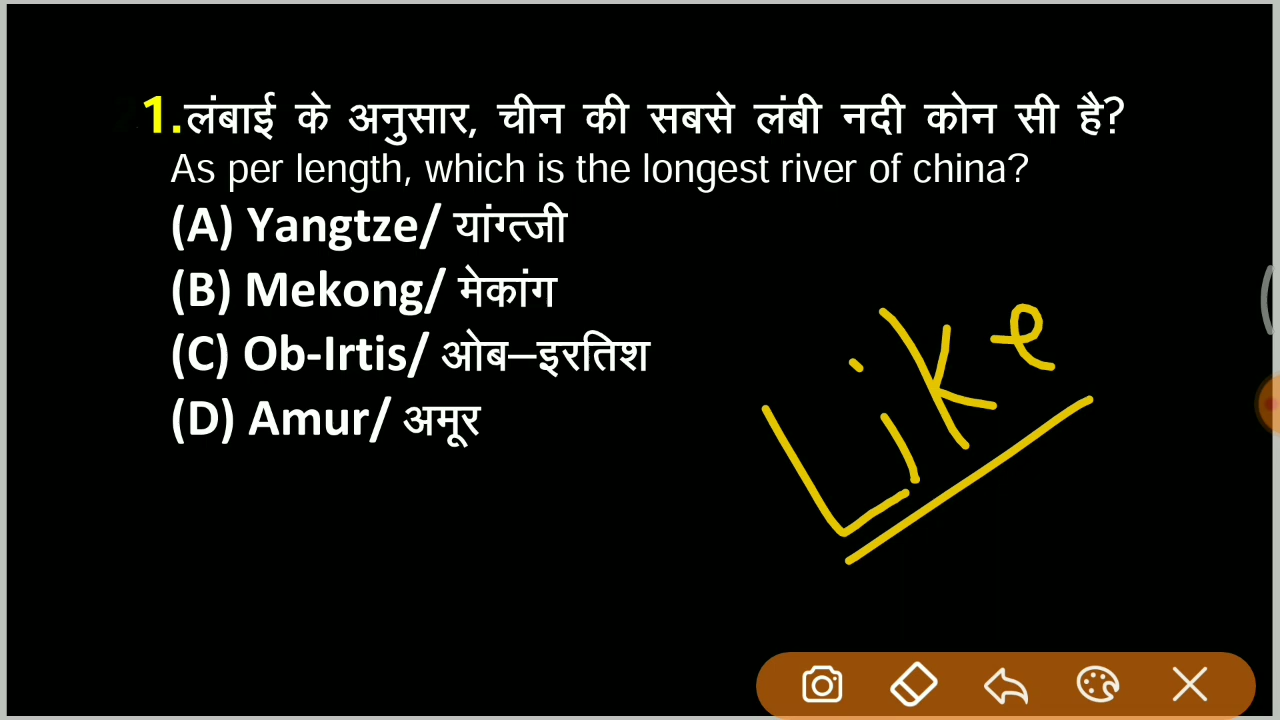 1.लंबाई के अनुसार, चीन की सबसे लंबी नदी कोन सी है?
As per length, which is the longest river of china?
(A) Yangtze/ यांग्त्जी
(B) Mekong/ मेकांग
(C) Ob-Irtis/ ओब–इरतिश
(D) Amur/ अमूर
Like